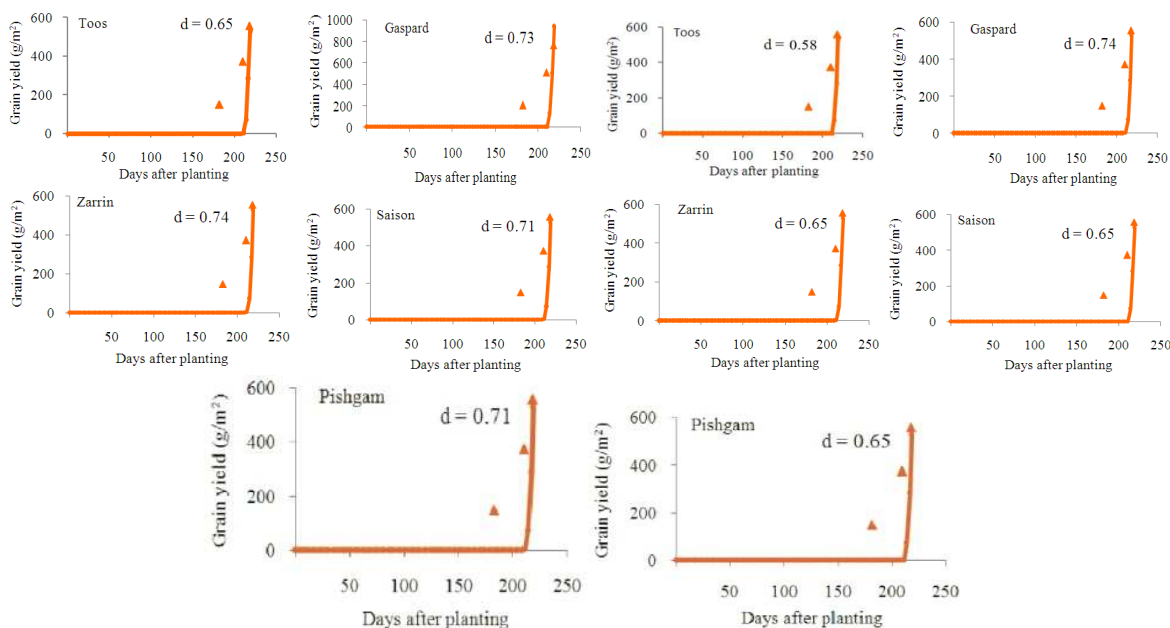 Toos
d = 0.65
Grain yield (g/m²)
600
400
200
0
50 100 150 200 250
Days after planting
Gaspard
d = 0.73
Grain yield (g/m²)
1000
800
600
400
200
0
50 100 150 200 250
Days after planting
Toos
d = 0.58
Grain yield (g/m²)
600
400
200
0
50 100 150 200 250
Days after planting
Gaspard
d = 0.74
Grain yield (g/m²)
600
400
200
0
50 100 150 200 250
Days after planting
Zarrin
d = 0.74
Grain yield (g/m²)
600
400
200
0
50 100 150 200 250
Days after planting
Saison
d = 0.71
Grain yield (g/m²)
600
400
200
0
50 100 150 200 250
Days after planting
Zarrin
d = 0.65
Grain yield (g/m²)
600
400
200
0
50 100 150 200 250
Days after planting
Saison
d = 0.65
Grain yield (g/m²)
600
400
200
0
50 100 150 200 250
Days after planting
Pishgam
d = 0.71
Grain yield (g/m²)
600
400
200
0
50 100 150 200 250
Days after planting
Pishgam
d = 0.65
Grain yield (g/m²)
600
400
200
0
50 100 150 200 250
Days after planting